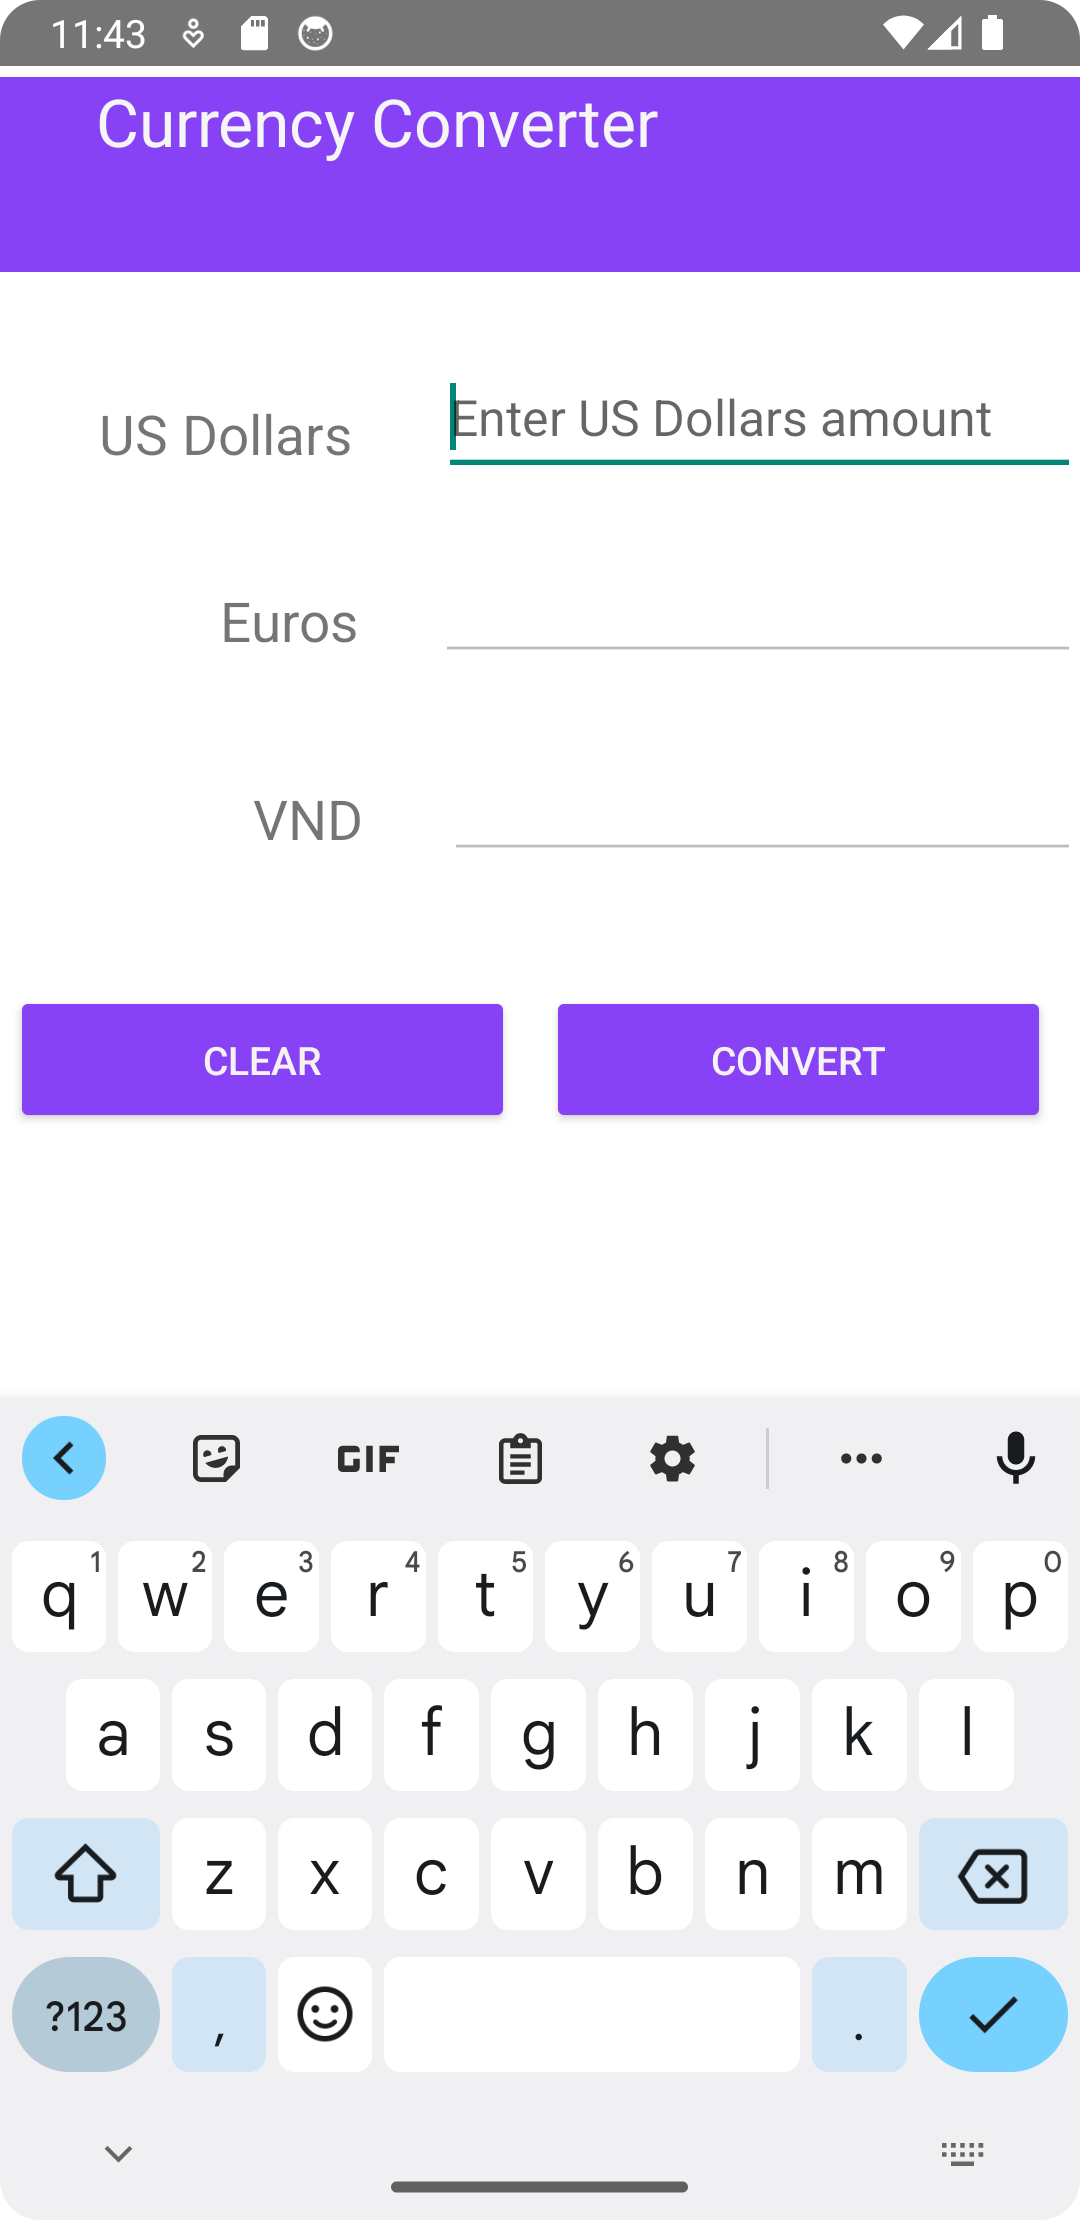 11:43
Currency Converter
US Dollars Enter US Dollars amount
Euros
VND
CLEAR CONVERT
GIF
q 1 w 2 e 3 r 4 t 5 y 6 u 7 i 8 o 9 p 0
a s d f g h j k l
z x c v b n m
?123 , .